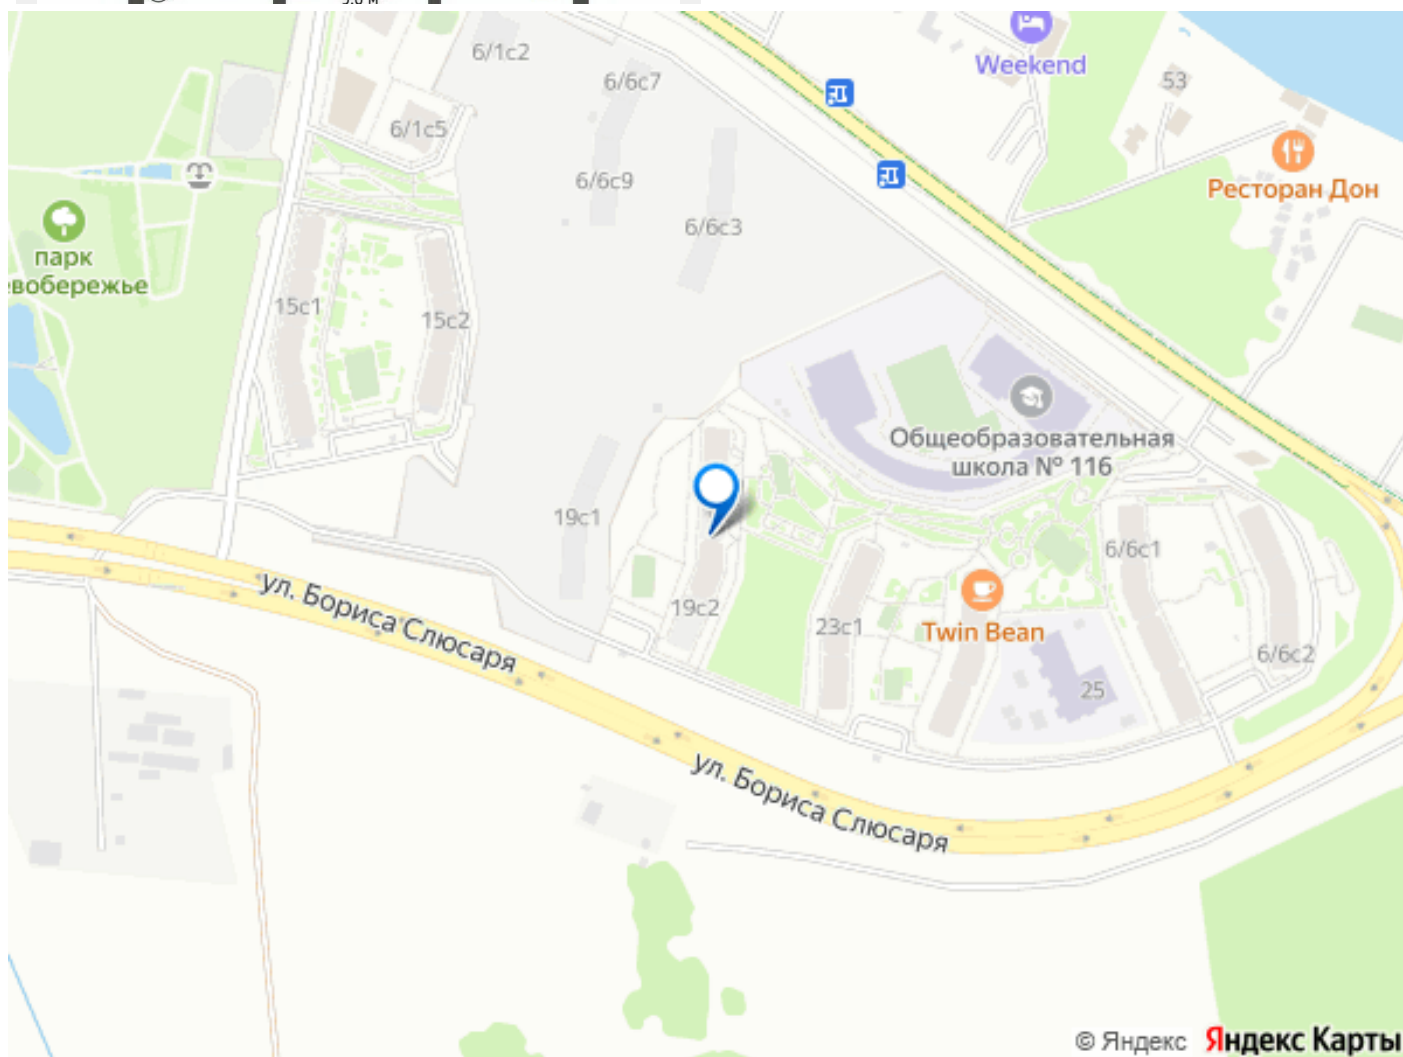 6/1с2
Weekend
6/6с7
53
6/1с5
6/6с9
Ресторан Дон
6/6с3
парк
евобережье
15с1
15с2
Общеобразовательная
школа № 116
19с1
6/6с1
ул. Бориса Слюсаря
19с2
23с1
Twin Bean
6/6с2
25
ул. Бориса Слюсаря
© Яндекс Яндекс Карты